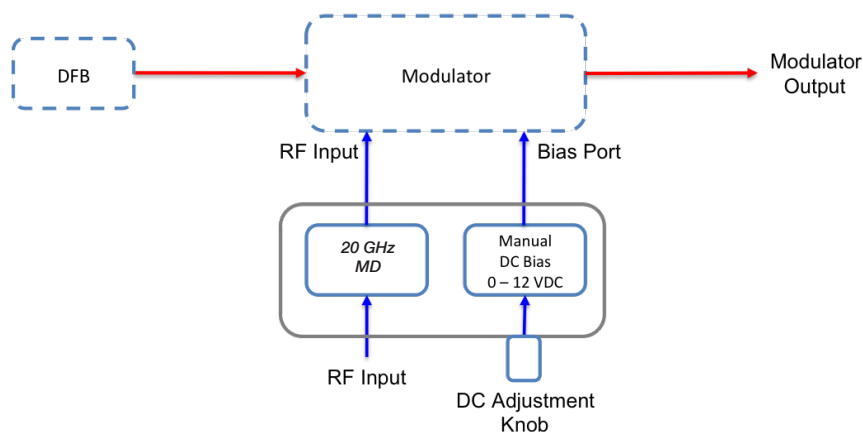 DFB
Modulator
Modulator
Output
RF Input
Bias Port
20 GHz
MD
Manual
DC Bias
0 – 12 VDC
RF Input
DC Adjustment
Knob